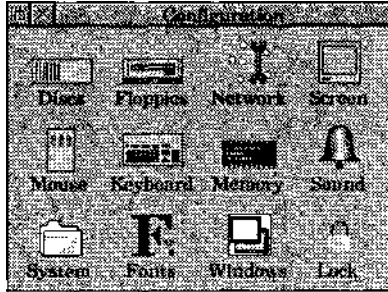 Configuration
Discs Floppies Network Screen
Mouse Keyboard Memory Sound
System Fonts Windows Lock